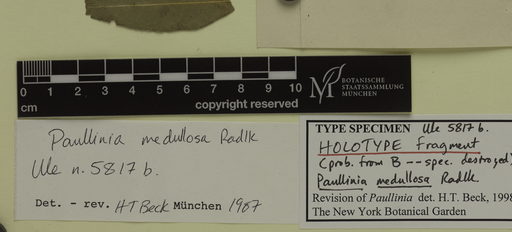 0 1 2 3 4 5 6 7 8 9 10
cm
copyright reserved
M
BOTANISCHE
STAATSSAMMLUNG
MÜNCHEN
Paullinia medullosa Radlk
Ule n. 5817 b.
Det. - rev. HT Beck München 1987
TYPE SPECIMEN Ule 5817 b.
HOLOTYPE Fragment
(prob. from B -- spec. destroyed)
Paullinia medullosa Radlk
Revision of Paullinia det. H.T. Beck, 1998
The New York Botanical Garden